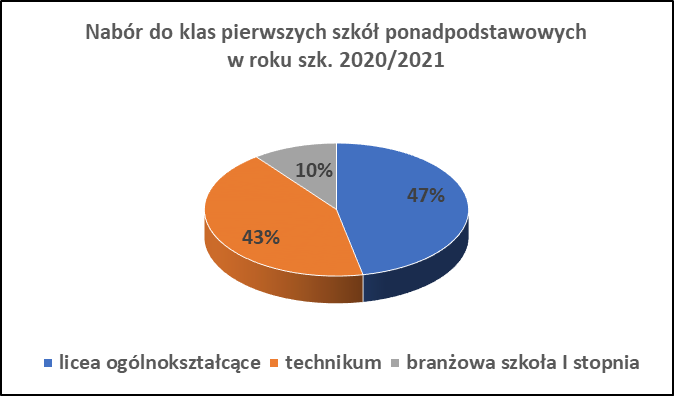 Nabór do klas pierwszych szkół ponadpodstawowych
w roku szk. 2020/2021
10%
47%
43%
licea ogólnokształcące technikum branżowa szkoła I stopnia